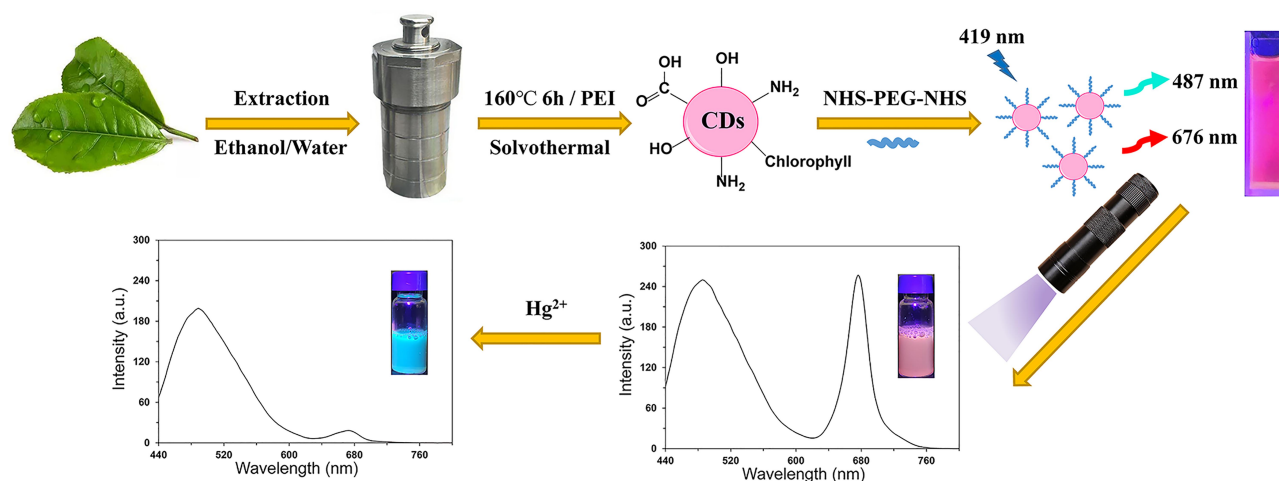 Extraction
Ethanol/Water
160℃ 6h / PEI
Solvothermal
OH
OH
C
O
NH₂
CDs
HO
Chlorophyll
NH₂
NHS-PEG-NHS
419 nm
487 nm
676 nm
300
240
180
120
60
0
Intensity (a.u.)
440
520
600
680
760
Wavelength (nm)
Hg²⁺
300
240
180
120
60
0
Intensity (a.u.)
440
520
600
680
760
Wavelength (nm)